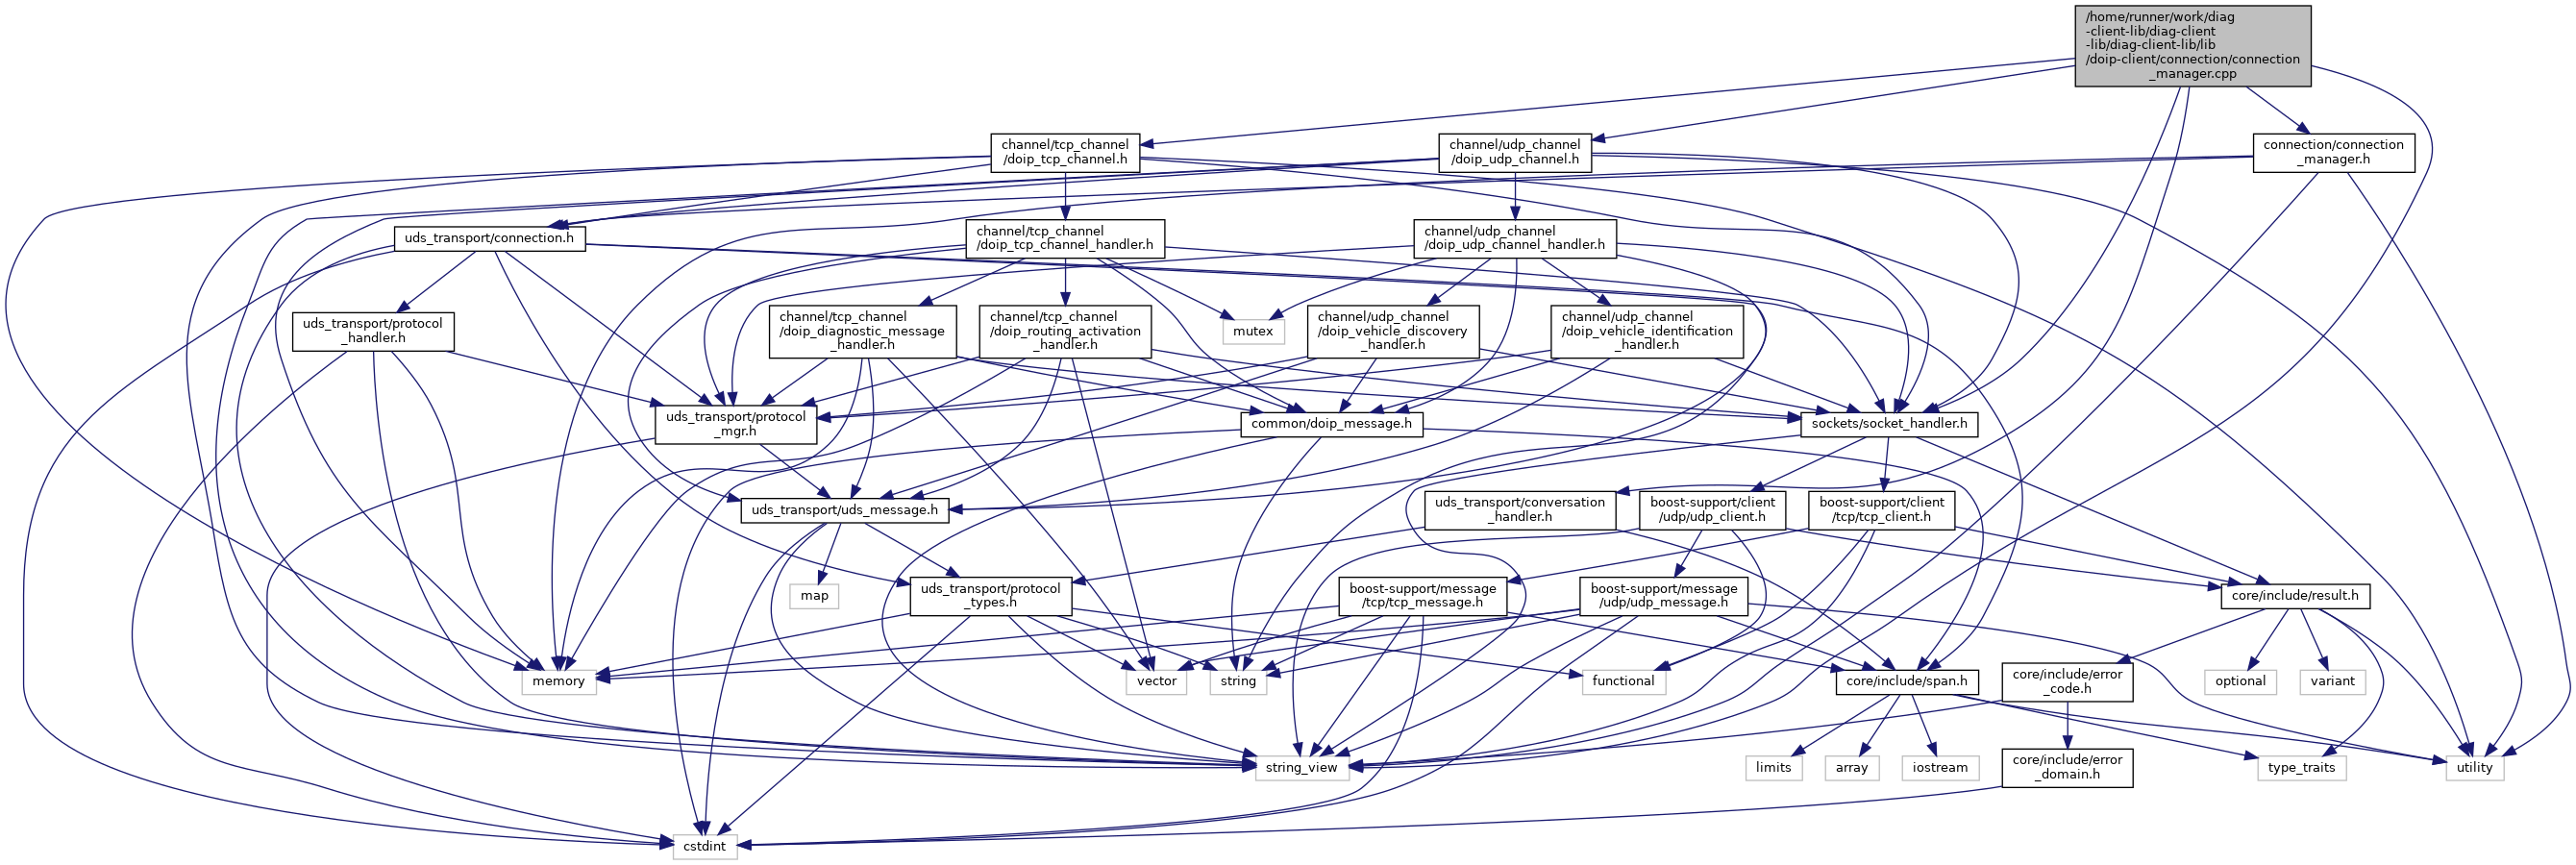 /home/runner/work/diag
-client-lib/diag-client
-lib/diag-client-lib/lib
/doip-client/connection/connection
_manager.cpp
channel/tcp_channel
/doip_tcp_channel.h
channel/udp_channel
/doip_udp_channel.h
connection/connection
_manager.h
uds_transport/connection.h
channel/tcp_channel
/doip_tcp_channel_handler.h
channel/udp_channel
/doip_udp_channel_handler.h
uds_transport/protocol
_handler.h
channel/tcp_channel
/doip_diagnostic_message
_handler.h
channel/tcp_channel
/doip_routing_activation
_handler.h
mutex
channel/udp_channel
/doip_vehicle_discovery
_handler.h
channel/udp_channel
/doip_vehicle_identification
_handler.h
uds_transport/protocol
_mgr.h
common/doip_message.h
sockets/socket_handler.h
uds_transport/uds_message.h
uds_transport/conversation
_handler.h
boost-support/client
/udp/udp_client.h
boost-support/client
/tcp/tcp_client.h
map
uds_transport/protocol
_types.h
boost-support/message
/tcp/tcp_message.h
boost-support/message
/udp/udp_message.h
core/include/result.h
memory
vector
string
functional
core/include/span.h
core/include/error
_code.h
optional
variant
string_view
limits
array
iostream
core/include/error
_domain.h
type_traits
utility
cstdint